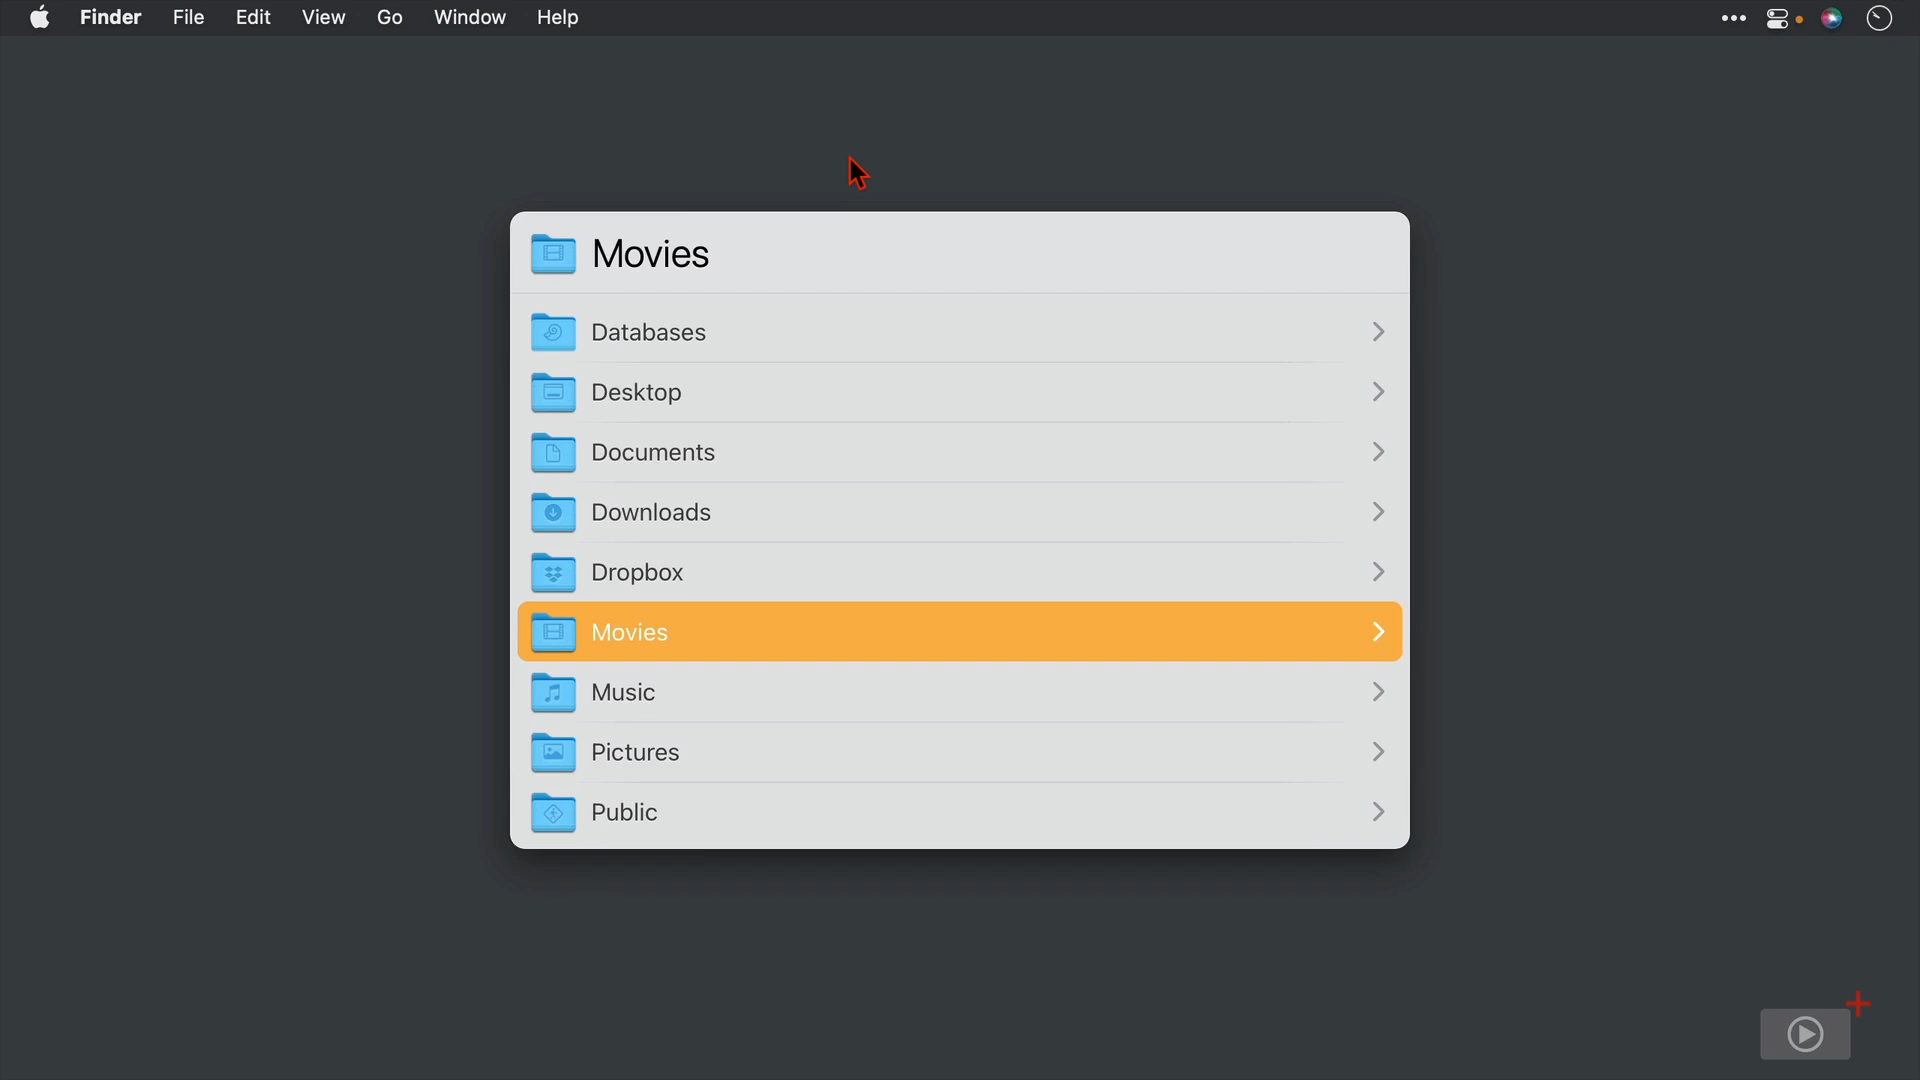 Finder File Edit View Go Window Help
Movies
Databases
Desktop
Documents
Downloads
Dropbox
Movies
Music
Pictures
Public